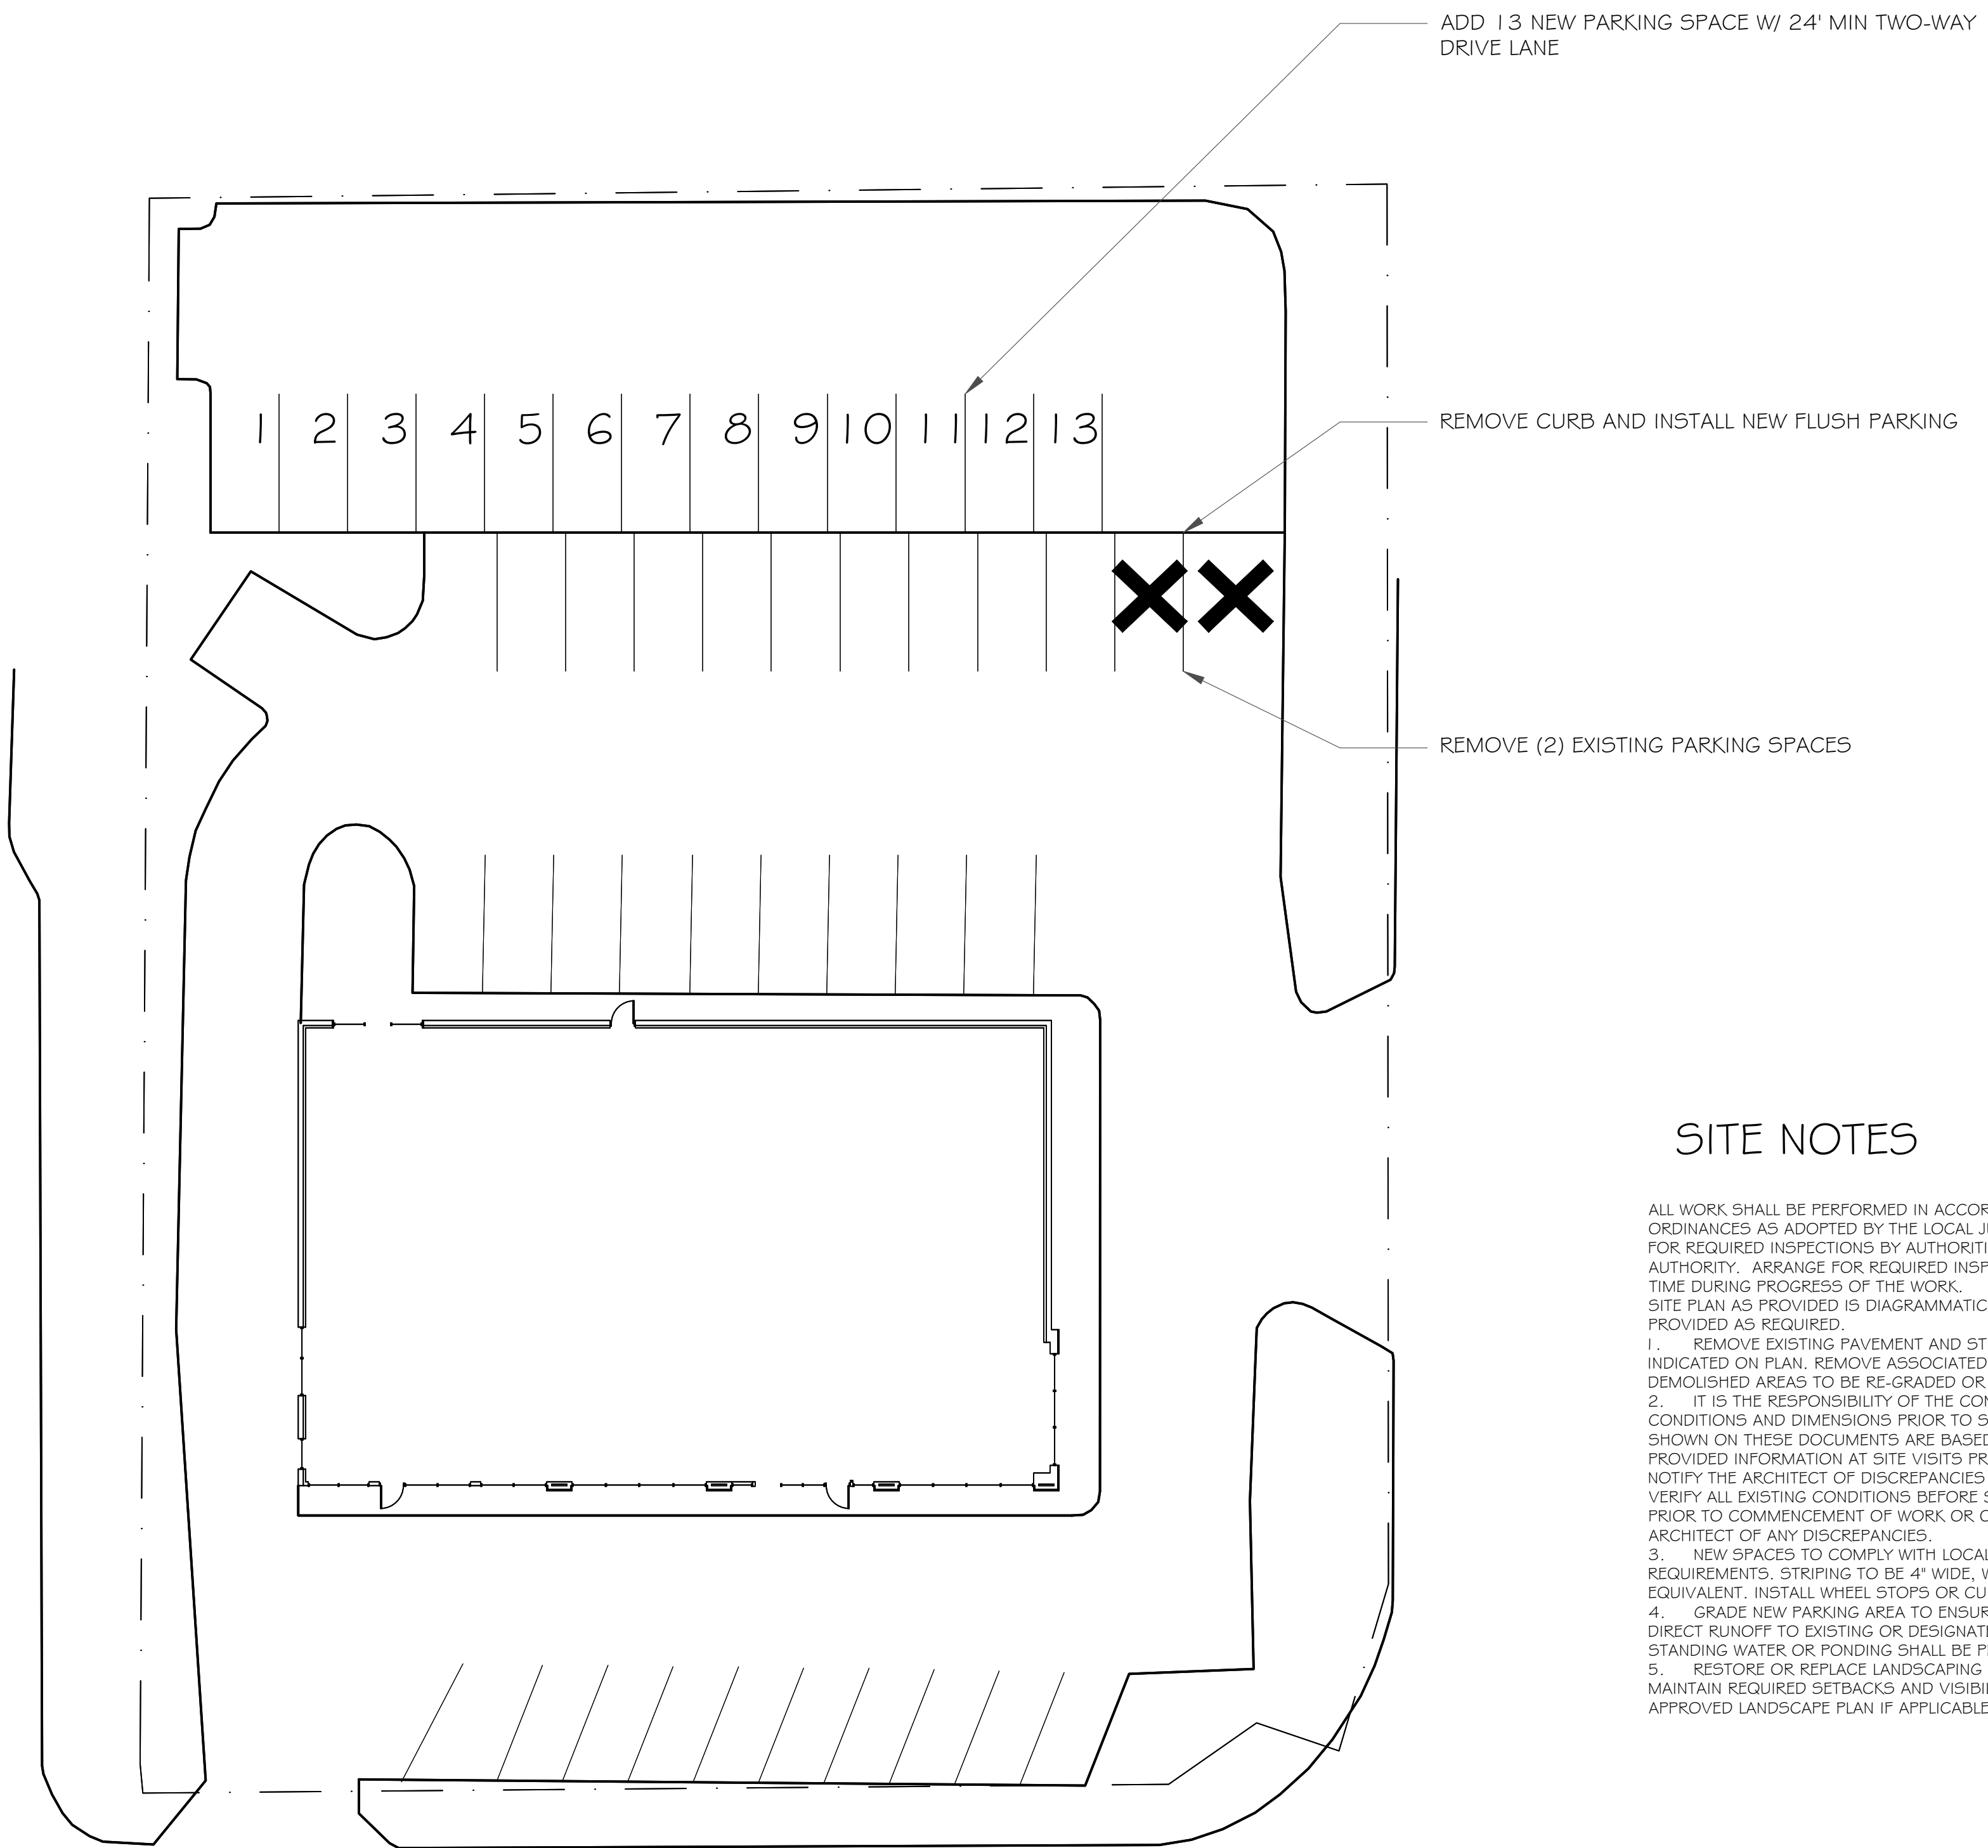 ADD 13 NEW PARKING SPACE W/ 24' MIN TWO-WAY
DRIVE LANE
1 2 3 4 5 6 7 8 9 10 11 12 13
REMOVE CURB AND INSTALL NEW FLUSH PARKING
REMOVE (2) EXISTING PARKING SPACES
SITE NOTES
ALL WORK SHALL BE PERFORMED IN
ORDINANCES AS ADOPTED BY THE LOCAL
FOR REQUIRED INSPECTIONS BY
AUTHORITY. ARRANGE FOR REQUIRED
TIME DURING PROGRESS OF THE WORK.
SITE PLAN AS PROVIDED IS DIAGRAMMATIC
PROVIDED AS REQUIRED.
1. REMOVE EXISTING PAVEMENT AND
INDICATED ON PLAN. REMOVE ASSOCIATED
DEMOLISHED AREAS TO BE RE-GRADED OR
2. IT IS THE RESPONSIBILITY OF THE
CONDITIONS AND DIMENSIONS PRIOR TO
SHOWN ON THESE DOCUMENTS ARE
PROVIDED INFORMATION AT SITE VISITS
NOTIFY THE ARCHITECT OF DISCREPANCIES
VERIFY ALL EXISTING CONDITIONS BEFORE
PRIOR TO COMMENCEMENT OF WORK OR
ARCHITECT OF ANY DISCREPANCIES.
3. NEW SPACES TO COMPLY WITH
REQUIREMENTS. STRIPING TO BE 4" WIDE,
EQUIVALENT. INSTALL WHEEL STOPS OR
4. GRADE NEW PARKING AREA TO
DIRECT RUNOFF TO EXISTING OR
STANDING WATER OR PONDING SHALL BE
5. RESTORE OR REPLACE LANDSCAPING
MAINTAIN REQUIRED SETBACKS AND
APPROVED LANDSCAPE PLAN IF